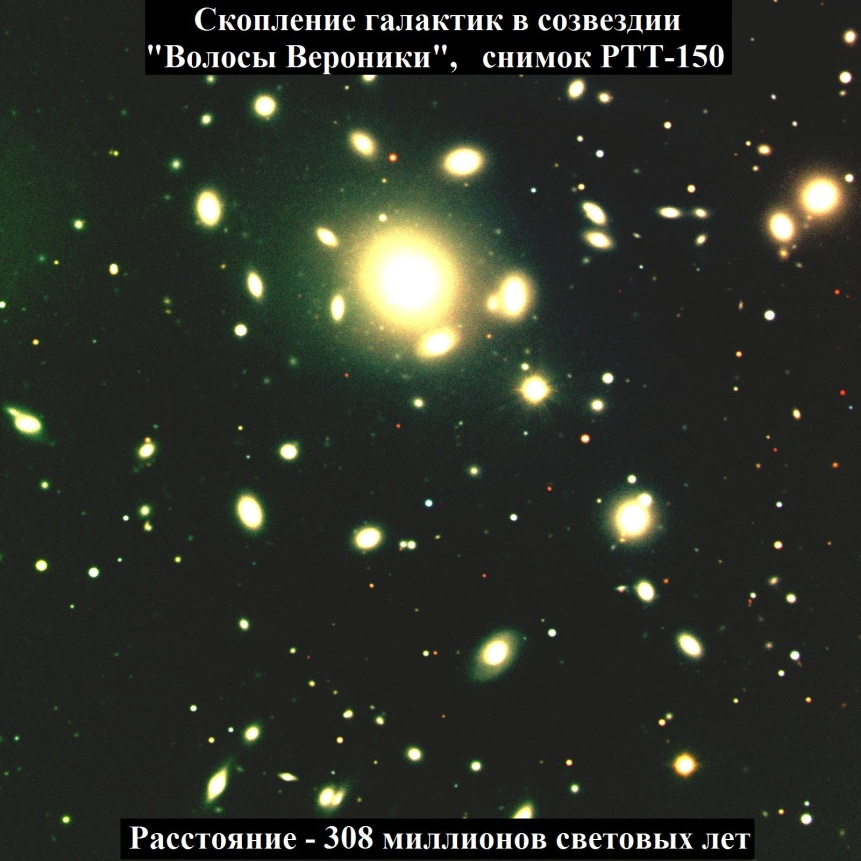 Скопление галактик в созвездии
"Волосы Вероники",   снимок РТТ-150
Расстояние - 308 миллионов световых лет